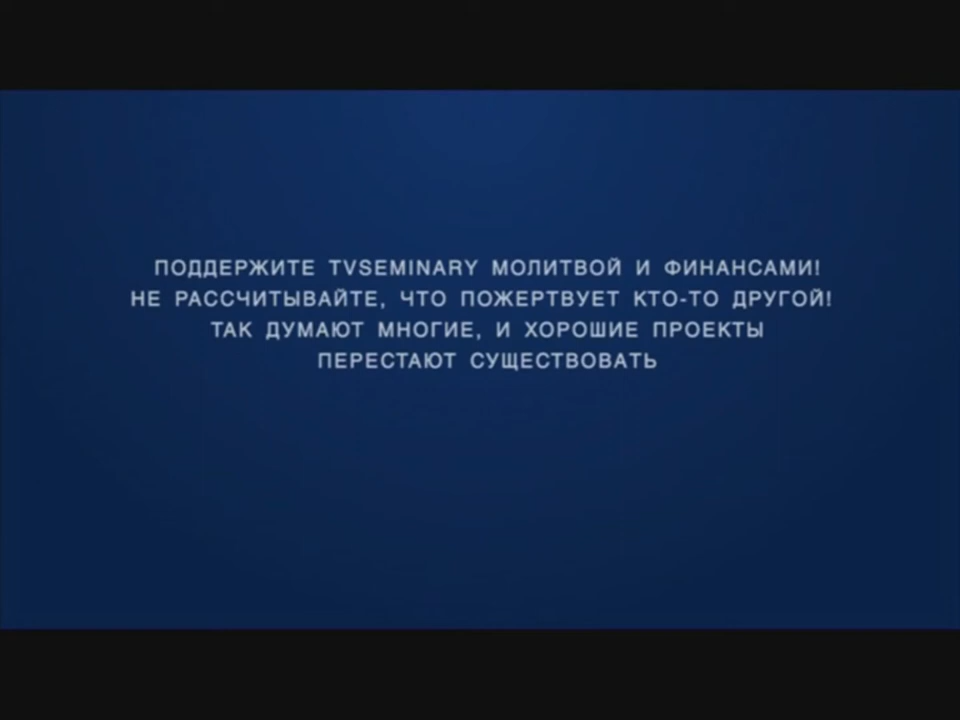 ПОДДЕРЖИТЕ TVSEMINARY МОЛИТВОЙ И ФИНАНСАМИ!
НЕ РАССЧИТЫВАЙТЕ, ЧТО ПОЖЕРТВУЕТ КТО-ТО ДРУГОЙ!
ТАК ДУМАЮТ МНОГИЕ, И ХОРОШИЕ ПРОЕКТЫ
ПЕРЕСТАЮТ СУЩЕСТВОВАТЬ